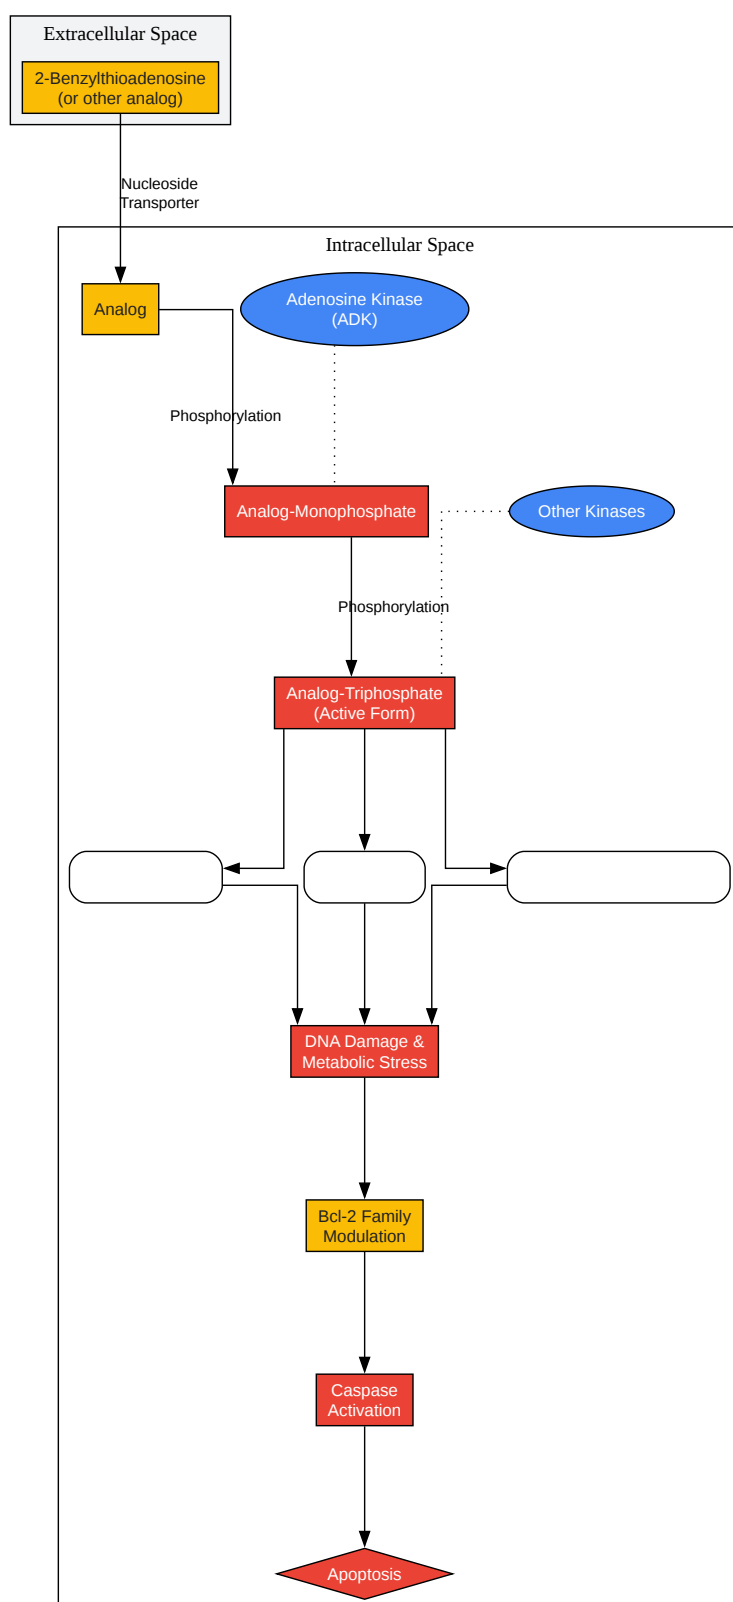 Extracellular Space
2-Benzylthioadenosine
(or other analog)
Nucleoside
Transporter
Intracellular Space
Analog
Adenosine Kinase
(ADK)
Phosphorylation
Analog-Monophosphate
Other Kinases
Phosphorylation
Analog-Triphosphate
(Active Form)
DNA Damage &
Metabolic Stress
Bcl-2 Family
Modulation
Caspase
Activation
Apoptosis